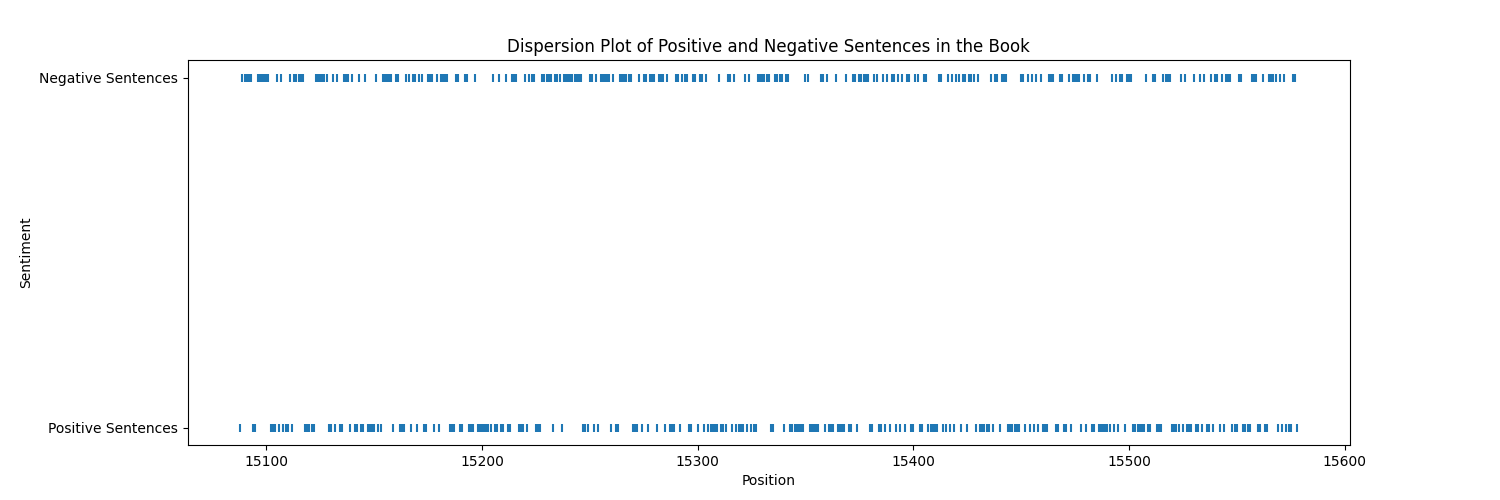 Dispersion Plot of Positive and Negative Sentences in the Book
Negative Sentences
Sentiment
Positive Sentences
15100 15200 15300 15400 15500 15600
Position